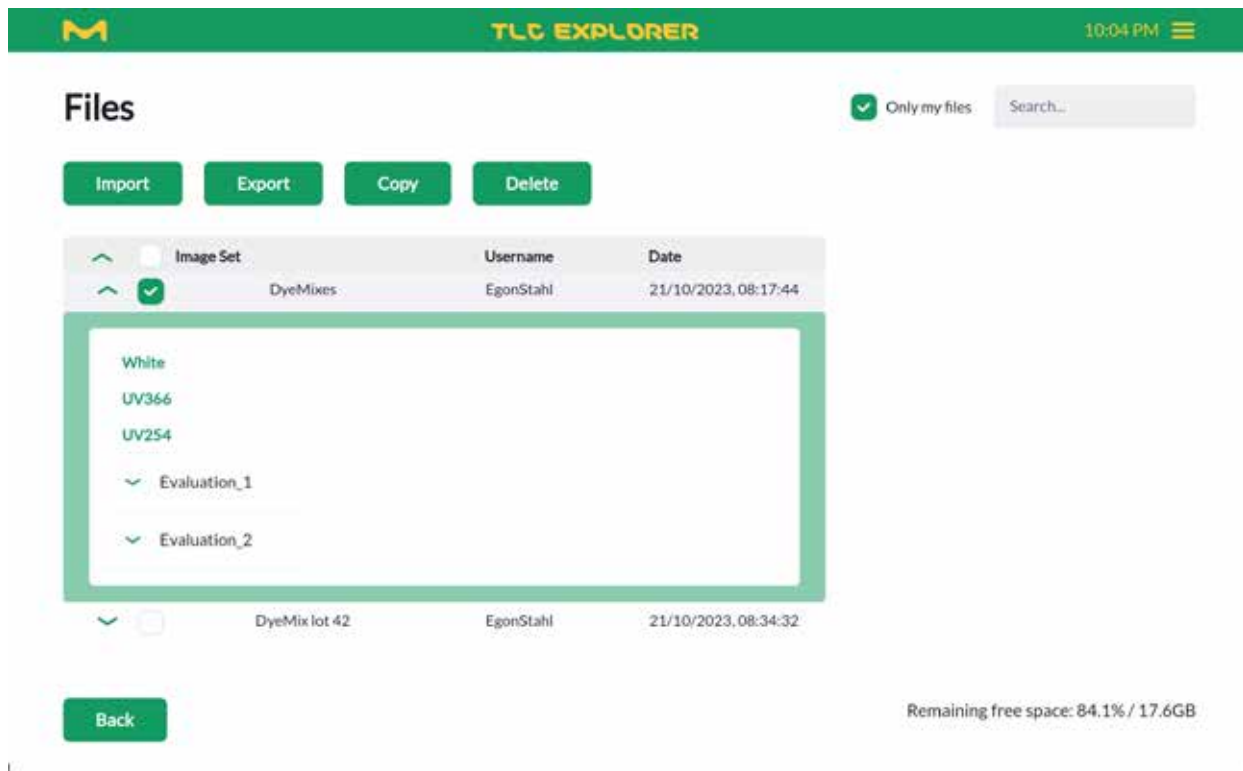 TLC EXPLORER 10:04 PM
Files
Only my files Search...
Import Export Copy Delete
Image Set Username Date
DyeMixes EgonStahl 21/10/2023, 08:17:44
White
UV366
UV254
Evaluation_1
Evaluation_2
DyeMix lot 42 EgonStahl 21/10/2023, 08:34:32
Back Remaining free space: 84.1% / 17.6GB